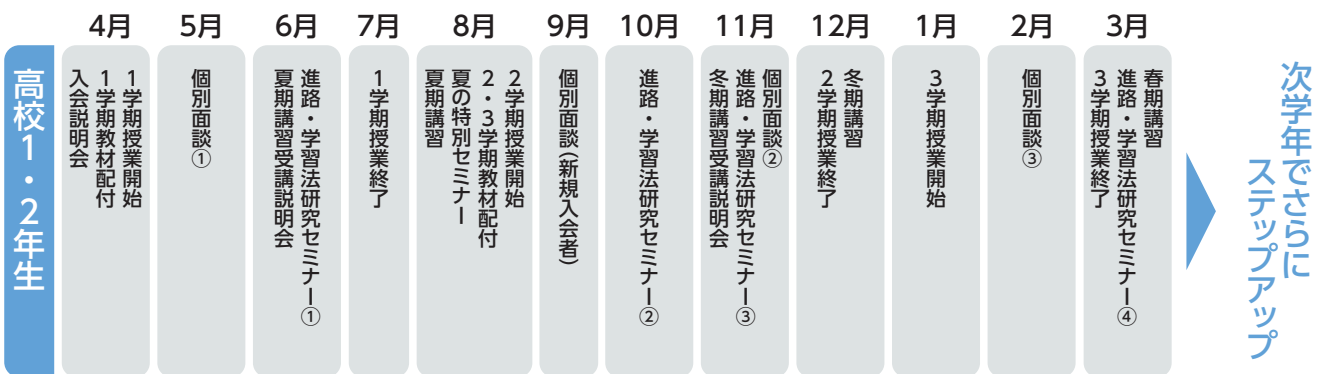 高校1・2年生
4月
1学期授業開始
1学期教材配付
入会説明会
5月
個別面談①
6月
進路・学習法研究セミナー①
夏期講習受講説明会
7月
1学期授業終了
8月
2学期授業開始
2・3学期教材配付
夏の特別セミナー
夏期講習
9月
個別面談(新規入会者)
10月
進路・学習法研究セミナー②
11月
個別面談②
進路・学習法研究セミナー③
冬期講習受講説明会
12月
冬期講習
2学期授業終了
1月
3学期授業開始
2月
個別面談③
3月
春期講習
進路・学習法研究セミナー④
3学期授業終了
次学年でさらに
ステップアップ